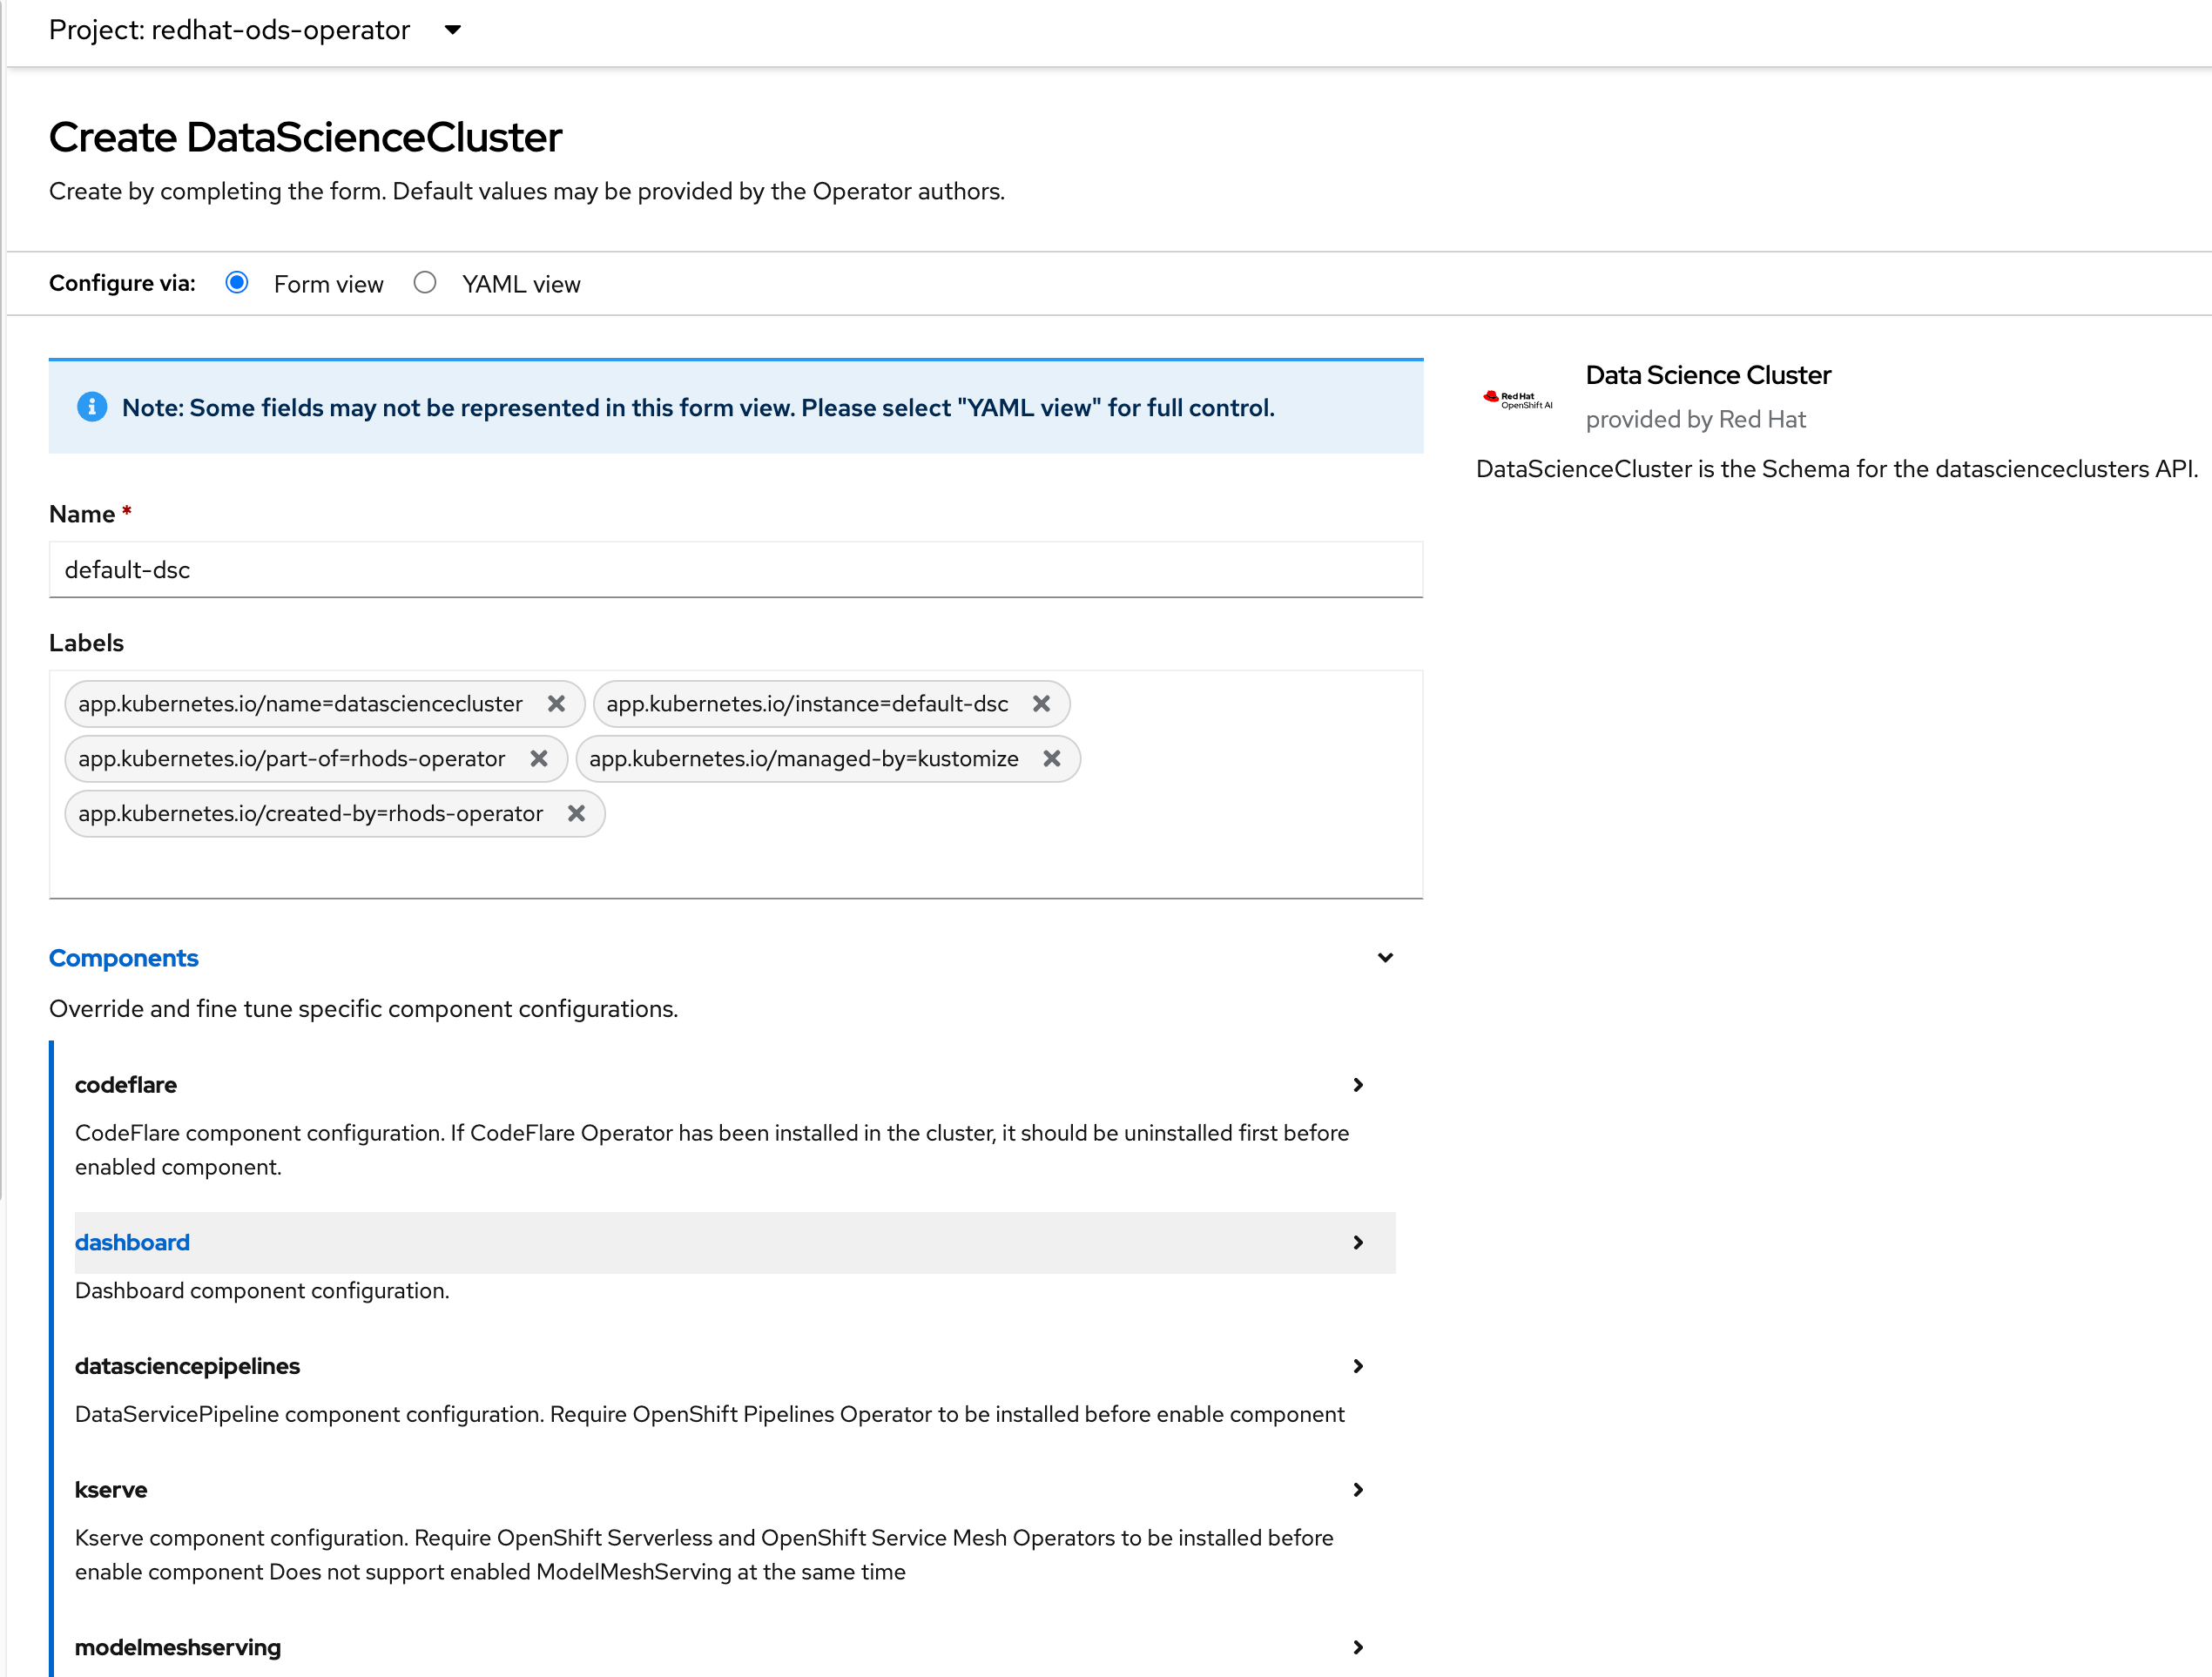 Project: redhat-ods-operator
Create DataScienceCluster
Create by completing the form. Default values may be provided by the Operator authors.
Configure via: Form view YAML view
Note: Some fields may not be represented in this form view. Please select "YAML view" for full control.
Red Hat
OpenShift AI
Data Science Cluster
provided by Red Hat
DataScienceCluster is the Schema for the datascienceclusters API.
Name *
default-dsc
Labels
app.kubernetes.io/name=datasciencecluster app.kubernetes.io/instance=default-dsc
app.kubernetes.io/part-of=rhods-operator app.kubernetes.io/managed-by=kustomize
app.kubernetes.io/created-by=rhods-operator
Components
Override and fine tune specific component configurations.
codeflare
CodeFlare component configuration. If CodeFlare Operator has been installed in the cluster, it should be uninstalled first before
enabled component.
dashboard
Dashboard component configuration.
datasciencepipelines
DataServicePipeline component configuration. Require OpenShift Pipelines Operator to be installed before enable component
kserve
Kserve component configuration. Require OpenShift Serverless and OpenShift Service Mesh Operators to be installed before
enable component Does not support enabled ModelMeshServing at the same time
modelmeshserving